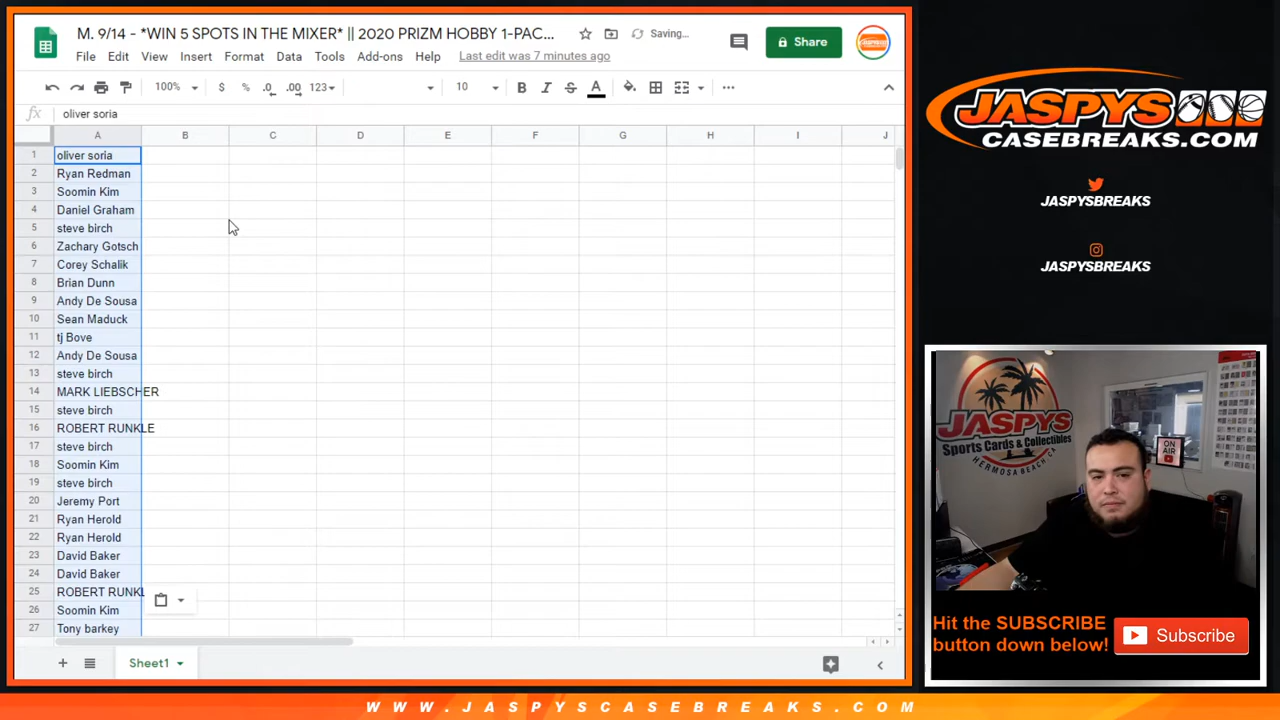 M. 9/14 - *WIN 5 SPOTS IN THE MIXER* || 2020 PRIZM HOBBY 1-PAC...
Saving...
Share
File Edit View Insert Format Data Tools Add-ons Help Last edit was 7 minutes ago
100% $ % .0 .00 123 10 B I S A
fx oliver soria
A B C D E F G H I J
1 oliver soria
2 Ryan Redman
3 Soomin Kim
4 Daniel Graham
5 steve birch
6 Zachary Gotsch
7 Corey Schalik
8 Brian Dunn
9 Andy De Sousa
10 Sean Maduck
11 tj Bove
12 Andy De Sousa
13 steve birch
14 MARK LIEBSCHER
15 steve birch
16 ROBERT RUNKLE
17 steve birch
18 Soomin Kim
19 steve birch
20 Jeremy Port
21 Ryan Herold
22 Ryan Herold
23 David Baker
24 David Baker
25 ROBERT RUNKL
26 Soomin Kim
27 Tony barkey
Sheet1
JASPYS
CASEBREAKS.COM
JASPYSBREAKS
JASPYSBREAKS
JASPYS
Sports Cards & Collectibles
HERMOSA BEACH, CA
ON AIR
Hit the SUBSCRIBE
button down below!
Subscribe
WWW.JASPYSCASEBREAKS.COM